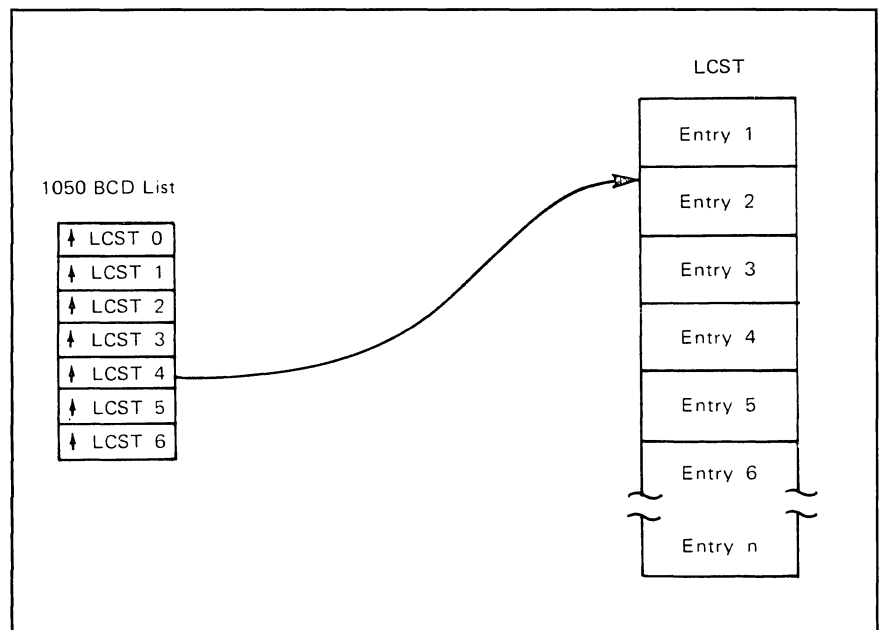 LCST
Entry 1
Entry 2
Entry 3
Entry 4
Entry 5
Entry 6
Entry n
1050 BCD List
LCST 0
LCST 1
LCST 2
LCST 3
LCST 4
LCST 5
LCST 6